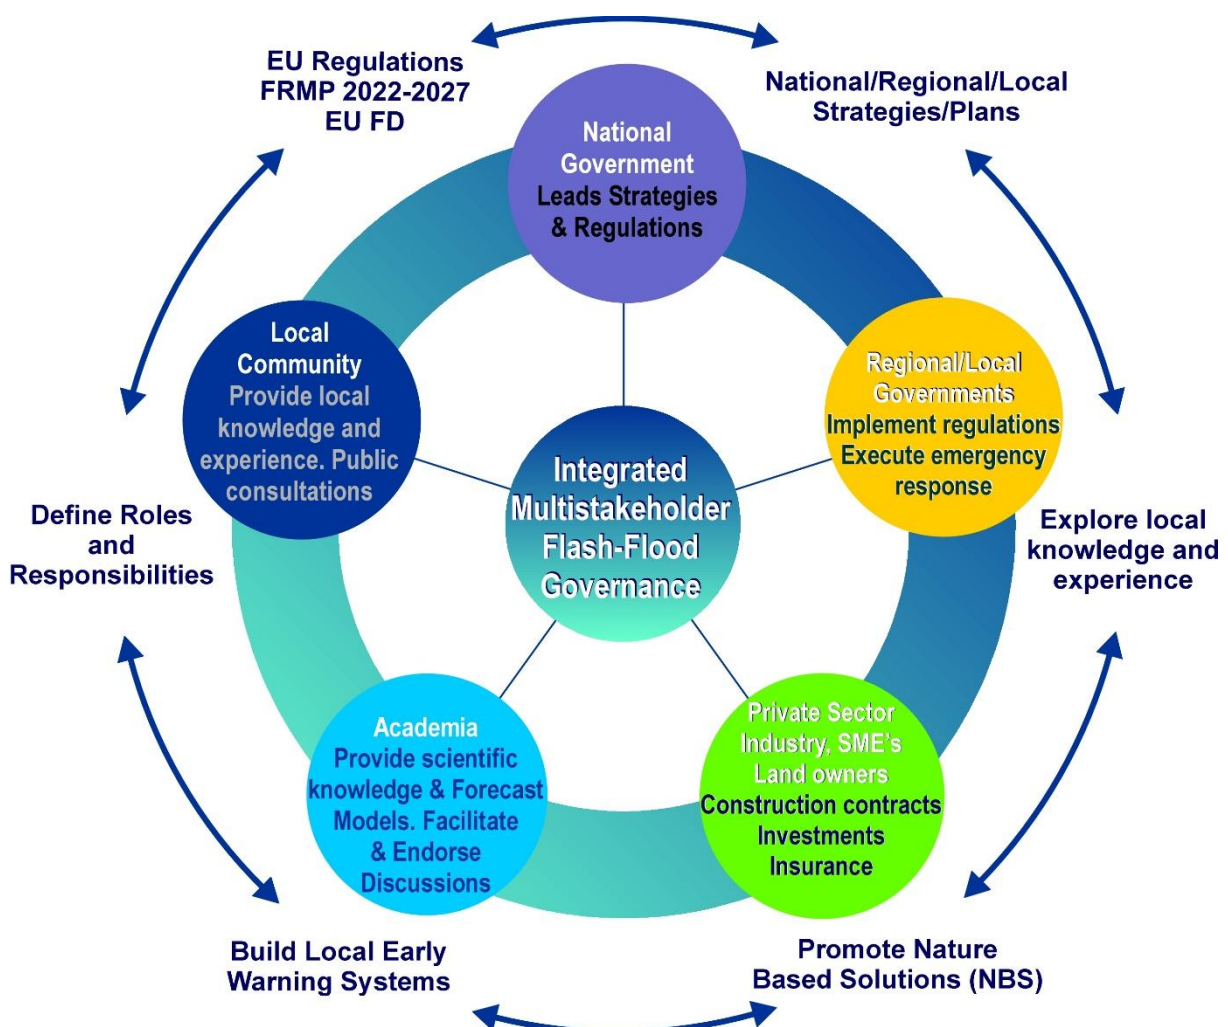 EU Regulations
FRMP 2022-2027
EU FD
National/Regional/Local
Strategies/Plans
National
Government
Leads Strategies
& Regulations
Local
Community
Provide local
knowledge and
experience. Public
consultations
Regional/Local
Governments
Implement regulations
Execute emergency
response
Integrated
Multistakeholder
Flash-Flood
Governance
Define Roles
and
Responsibilities
Explore local
knowledge and
experience
Academia
Provide scientific
knowledge & Forecast
Models. Facilitate
& Endorse
Discussions
Private Sector
Industry, SME's
Land owners
Construction contracts
Investments
Insurance
Build Local Early
Warning Systems
Promote Nature
Based Solutions (NBS)